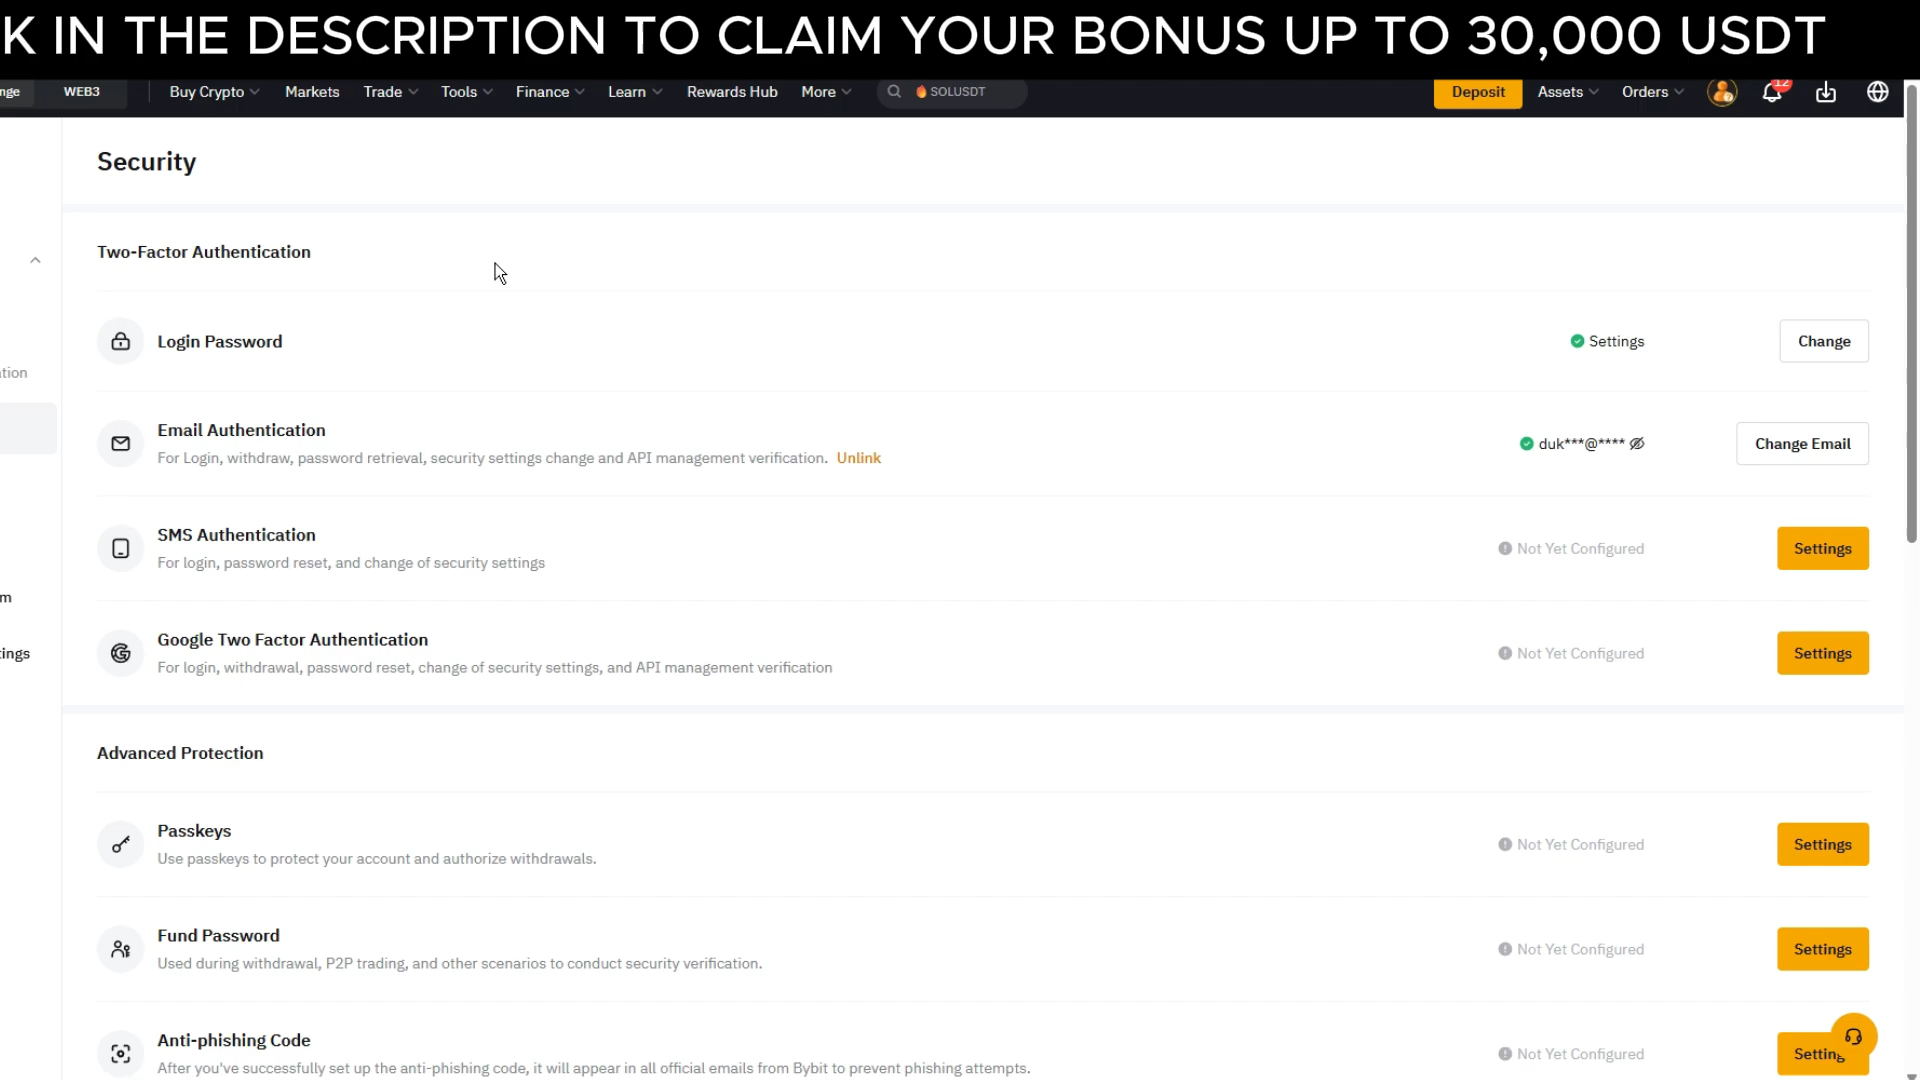 K IN THE DESCRIPTION TO CLAIM YOUR BONUS UP TO 30,000 USDT
nge WEB3 Buy Crypto Markets Trade Tools Finance Learn Rewards Hub More SOLUSDT Deposit Assets Orders 12
Security
Two-Factor Authentication
Login Password Settings Change
Email Authentication
For Login, withdraw, password retrieval, security settings change and API management verification. Unlink
duk***@**** Change Email
tion
SMS Authentication
For login, password reset, and change of security settings
Not Yet Configured Settings
m
Google Two Factor Authentication
For login, withdrawal, password reset, change of security settings, and API management verification
Not Yet Configured Settings
tings
Advanced Protection
Passkeys
Use passkeys to protect your account and authorize withdrawals.
Not Yet Configured Settings
Fund Password
Used during withdrawal, P2P trading, and other scenarios to conduct security verification.
Not Yet Configured Settings
Anti-phishing Code
After you've successfully set up the anti-phishing code, it will appear in all official emails from Bybit to prevent phishing attempts.
Not Yet Configured Setting